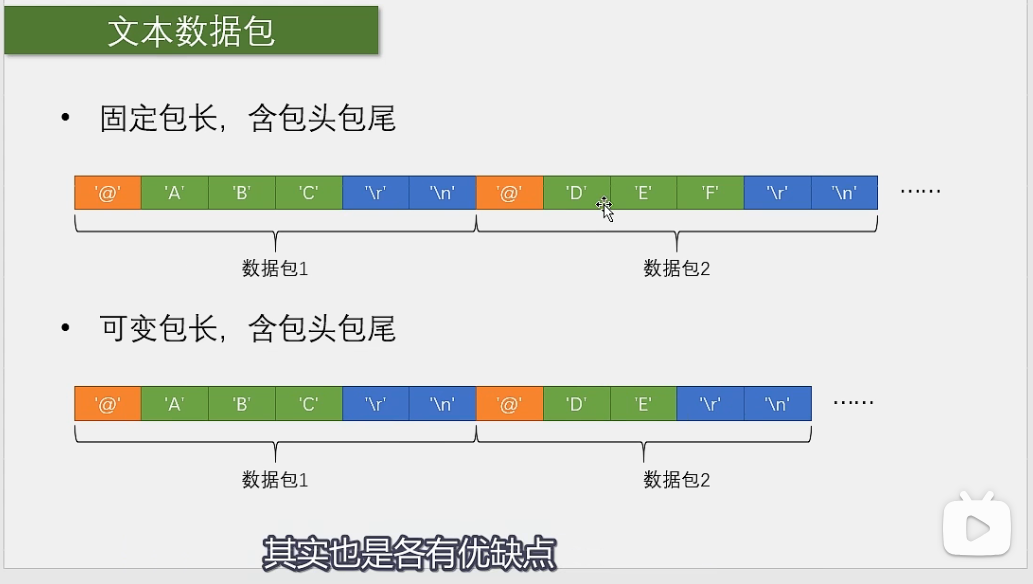 文本数据包
• 固定包长，含包头包尾
'@' 'A' 'B' 'C' '\r' '\n' '@' 'D' 'E' 'F' '\r' '\n' ……
数据包1 数据包2
• 可变包长，含包头包尾
'@' 'A' 'B' 'C' '\r' '\n' '@' 'D' 'E' '\r' '\n' ……
数据包1 数据包2
其实也是各有优缺点